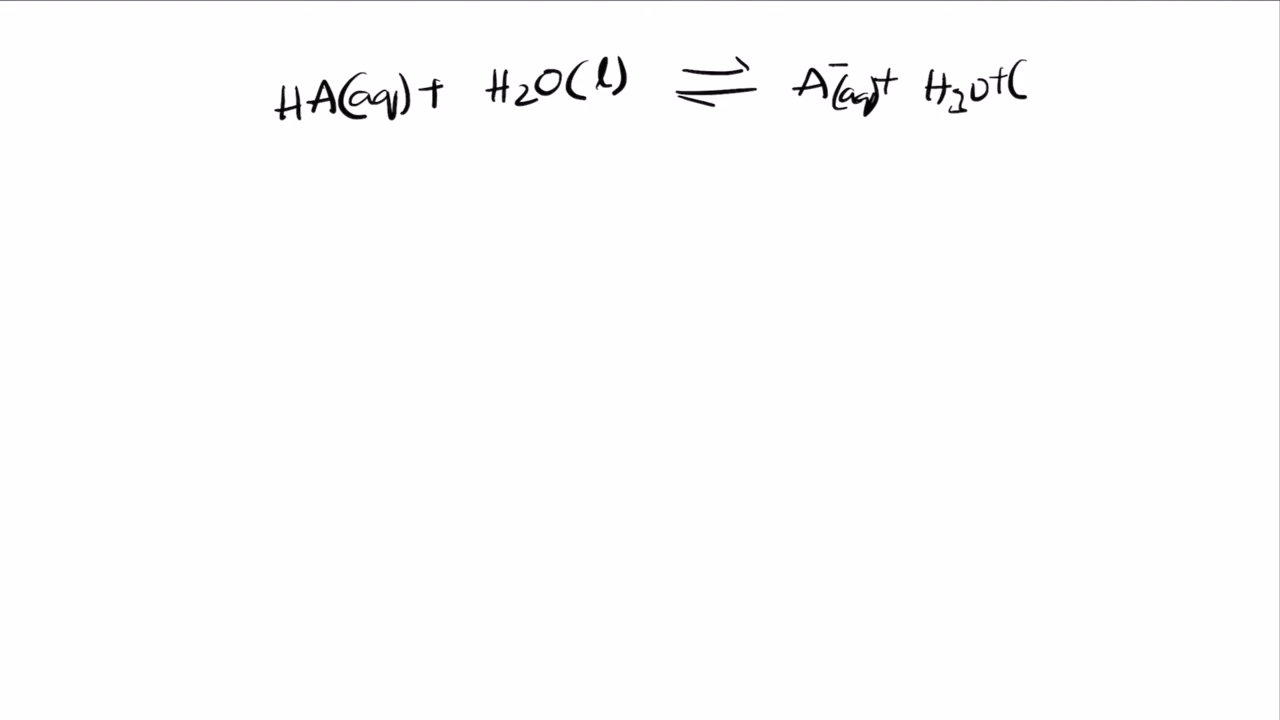 HA(aq) + H₂O(l) ⇌ A⁻(aq) + H₃O⁺(